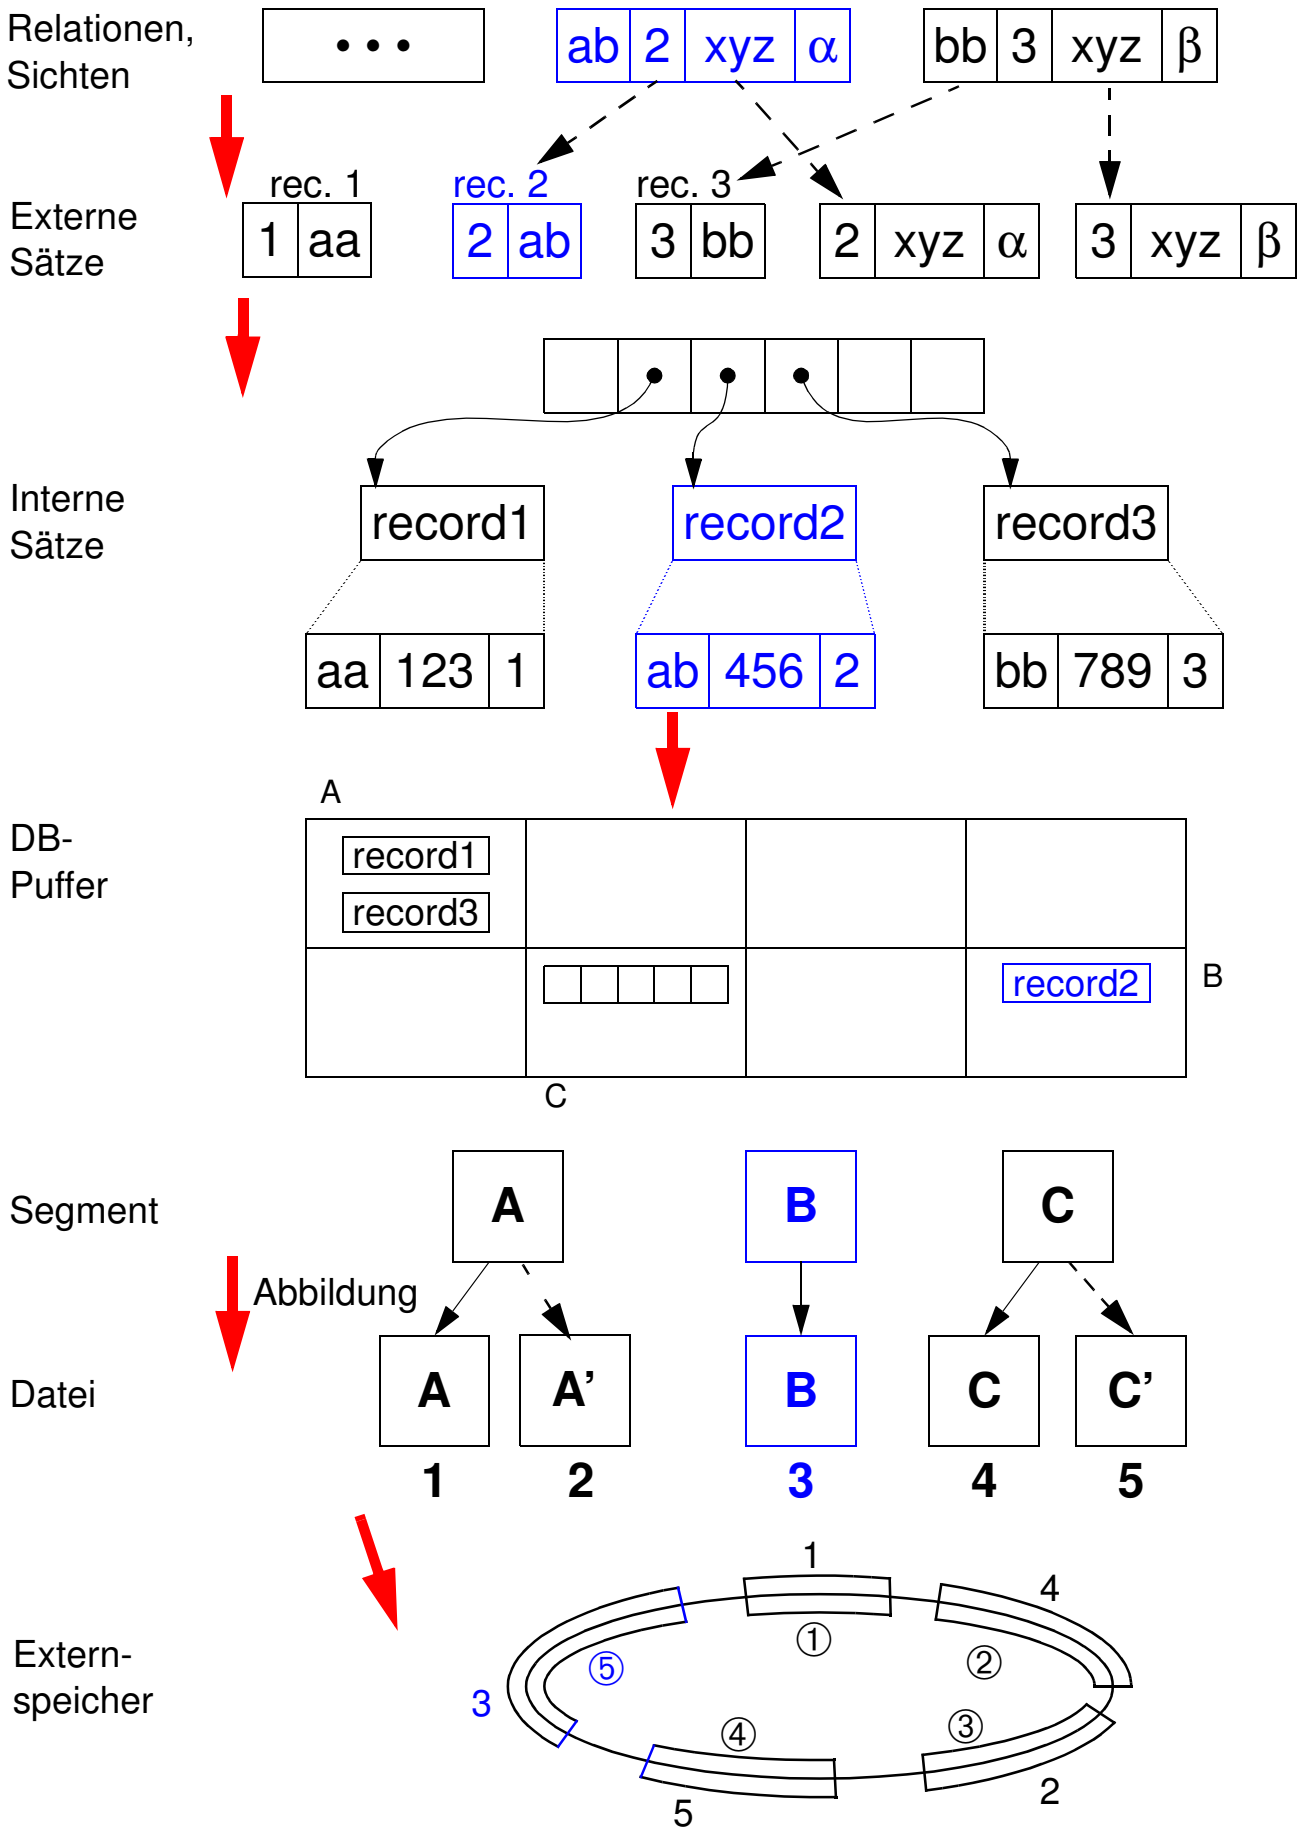 Relationen,
Sichten
• • •
ab 2 xyz α
bb 3 xyz β
rec. 1
rec. 2
rec. 3
Externe
Sätze
1 aa
2 ab
3 bb
2 xyz α
3 xyz β
Interne
Sätze
record1
record2
record3
aa 123 1
ab 456 2
bb 789 3
A
DB-
Puffer
record1
record3
record2
B
C
Segment
A
B
C
Abbildung
Datei
A
A’
B
C
C’
1
2
3
4
5
Extern-
speicher
1
4
①
②
⑤
3
④
③
5
2